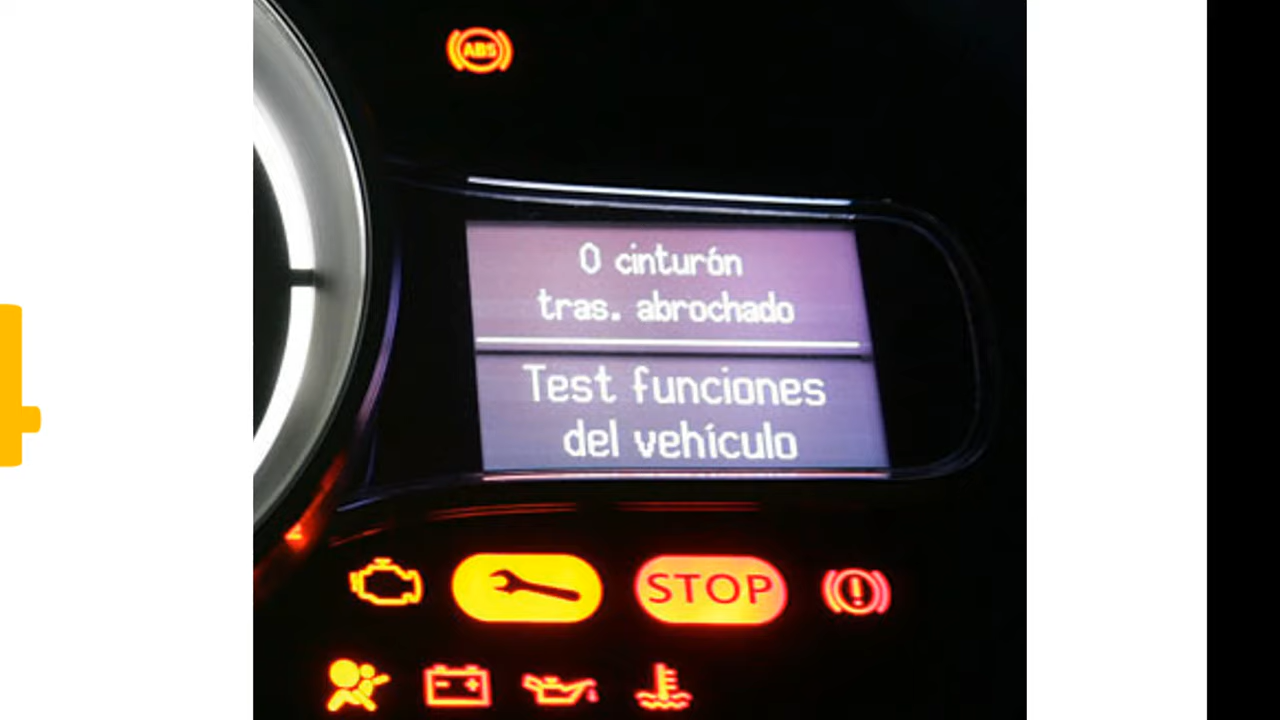 ABS
0 cinturón
tras. abrochado
Test funciones
del vehículo
STOP